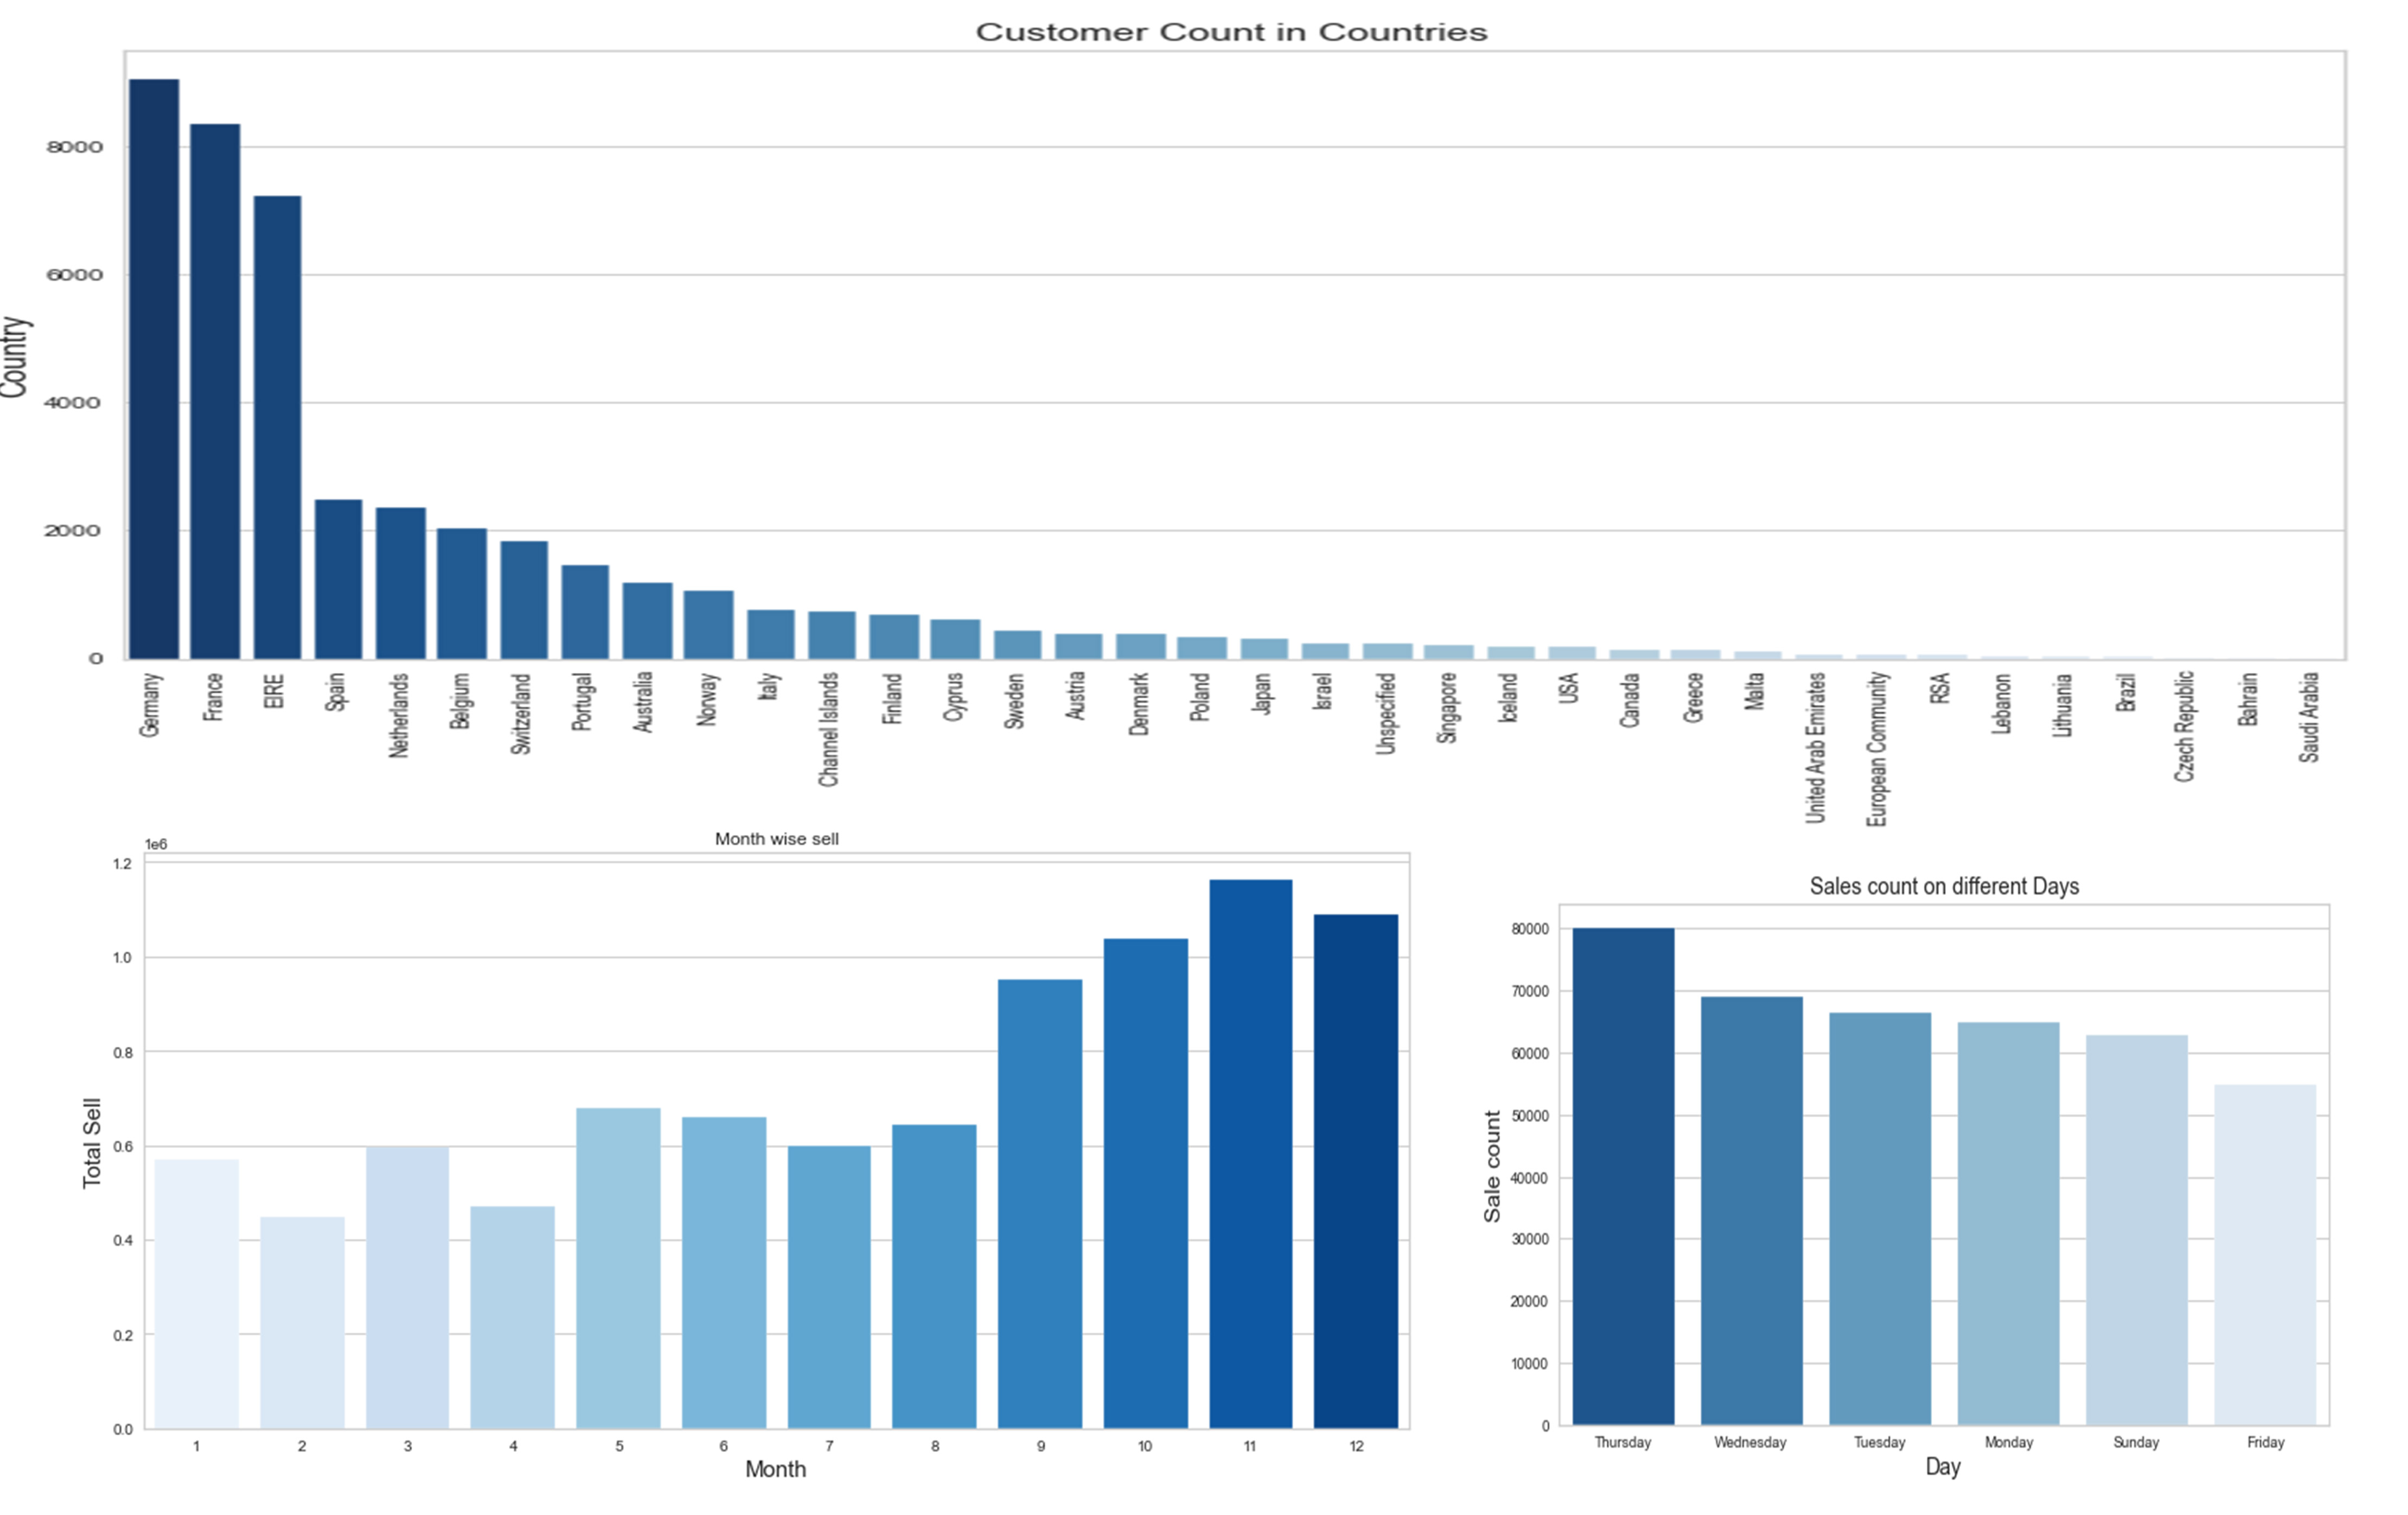 Customer Count in Countries
Country
8000
6000
4000
2000
0
Germany
France
EIRE
Spain
Netherlands
Belgium
Switzerland
Portugal
Australia
Norway
Italy
Channel Islands
Finland
Cyprus
Sweden
Austria
Denmark
Poland
Japan
Israel
Unspecified
Singapore
Iceland
USA
Canada
Greece
Malta
United Arab Emirates
European Community
RSA
Lebanon
Lithuania
Brazil
Czech Republic
Bahrain
Saudi Arabia
Month wise sell
1e6
Total Sell
1.2
1.0
0.8
0.6
0.4
0.2
0.0
1 2 3 4 5 6 7 8 9 10 11 12
Month
Sales count on different Days
Sale count
80000
70000
60000
50000
40000
30000
20000
10000
0
Thursday Wednesday Tuesday Monday Sunday Friday
Day